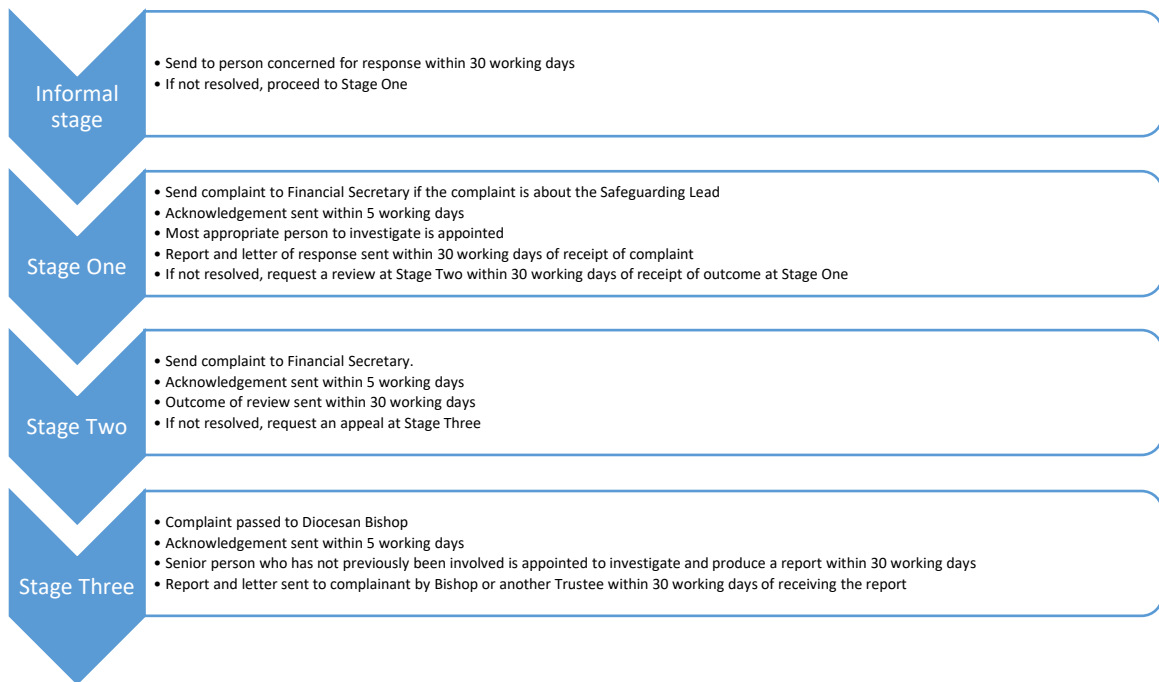 Informal
stage
• Send to person concerned for response within 30 working days
• If not resolved, proceed to Stage One
Stage One
• Send complaint to Financial Secretary if the complaint is about the Safeguarding Lead
• Acknowledgement sent within 5 working days
• Most appropriate person to investigate is appointed
• Report and letter of response sent within 30 working days of receipt of complaint
• If not resolved, request a review at Stage Two within 30 working days of receipt of outcome at Stage One
Stage Two
• Send complaint to Financial Secretary.
• Acknowledgement sent within 5 working days
• Outcome of review sent within 30 working days
• If not resolved, request an appeal at Stage Three
Stage Three
• Complaint passed to Diocesan Bishop
• Acknowledgement sent within 5 working days
• Senior person who has not previously been involved is appointed to investigate and produce a report within 30 working days
• Report and letter sent to complainant by Bishop or another Trustee within 30 working days of receiving the report